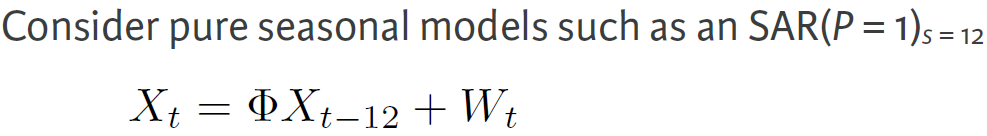 Consider pure seasonal models such as an SAR(P = 1)ₛ ₌ ₁₂
Xₜ = ΦXₜ₋₁₂ + Wₜ